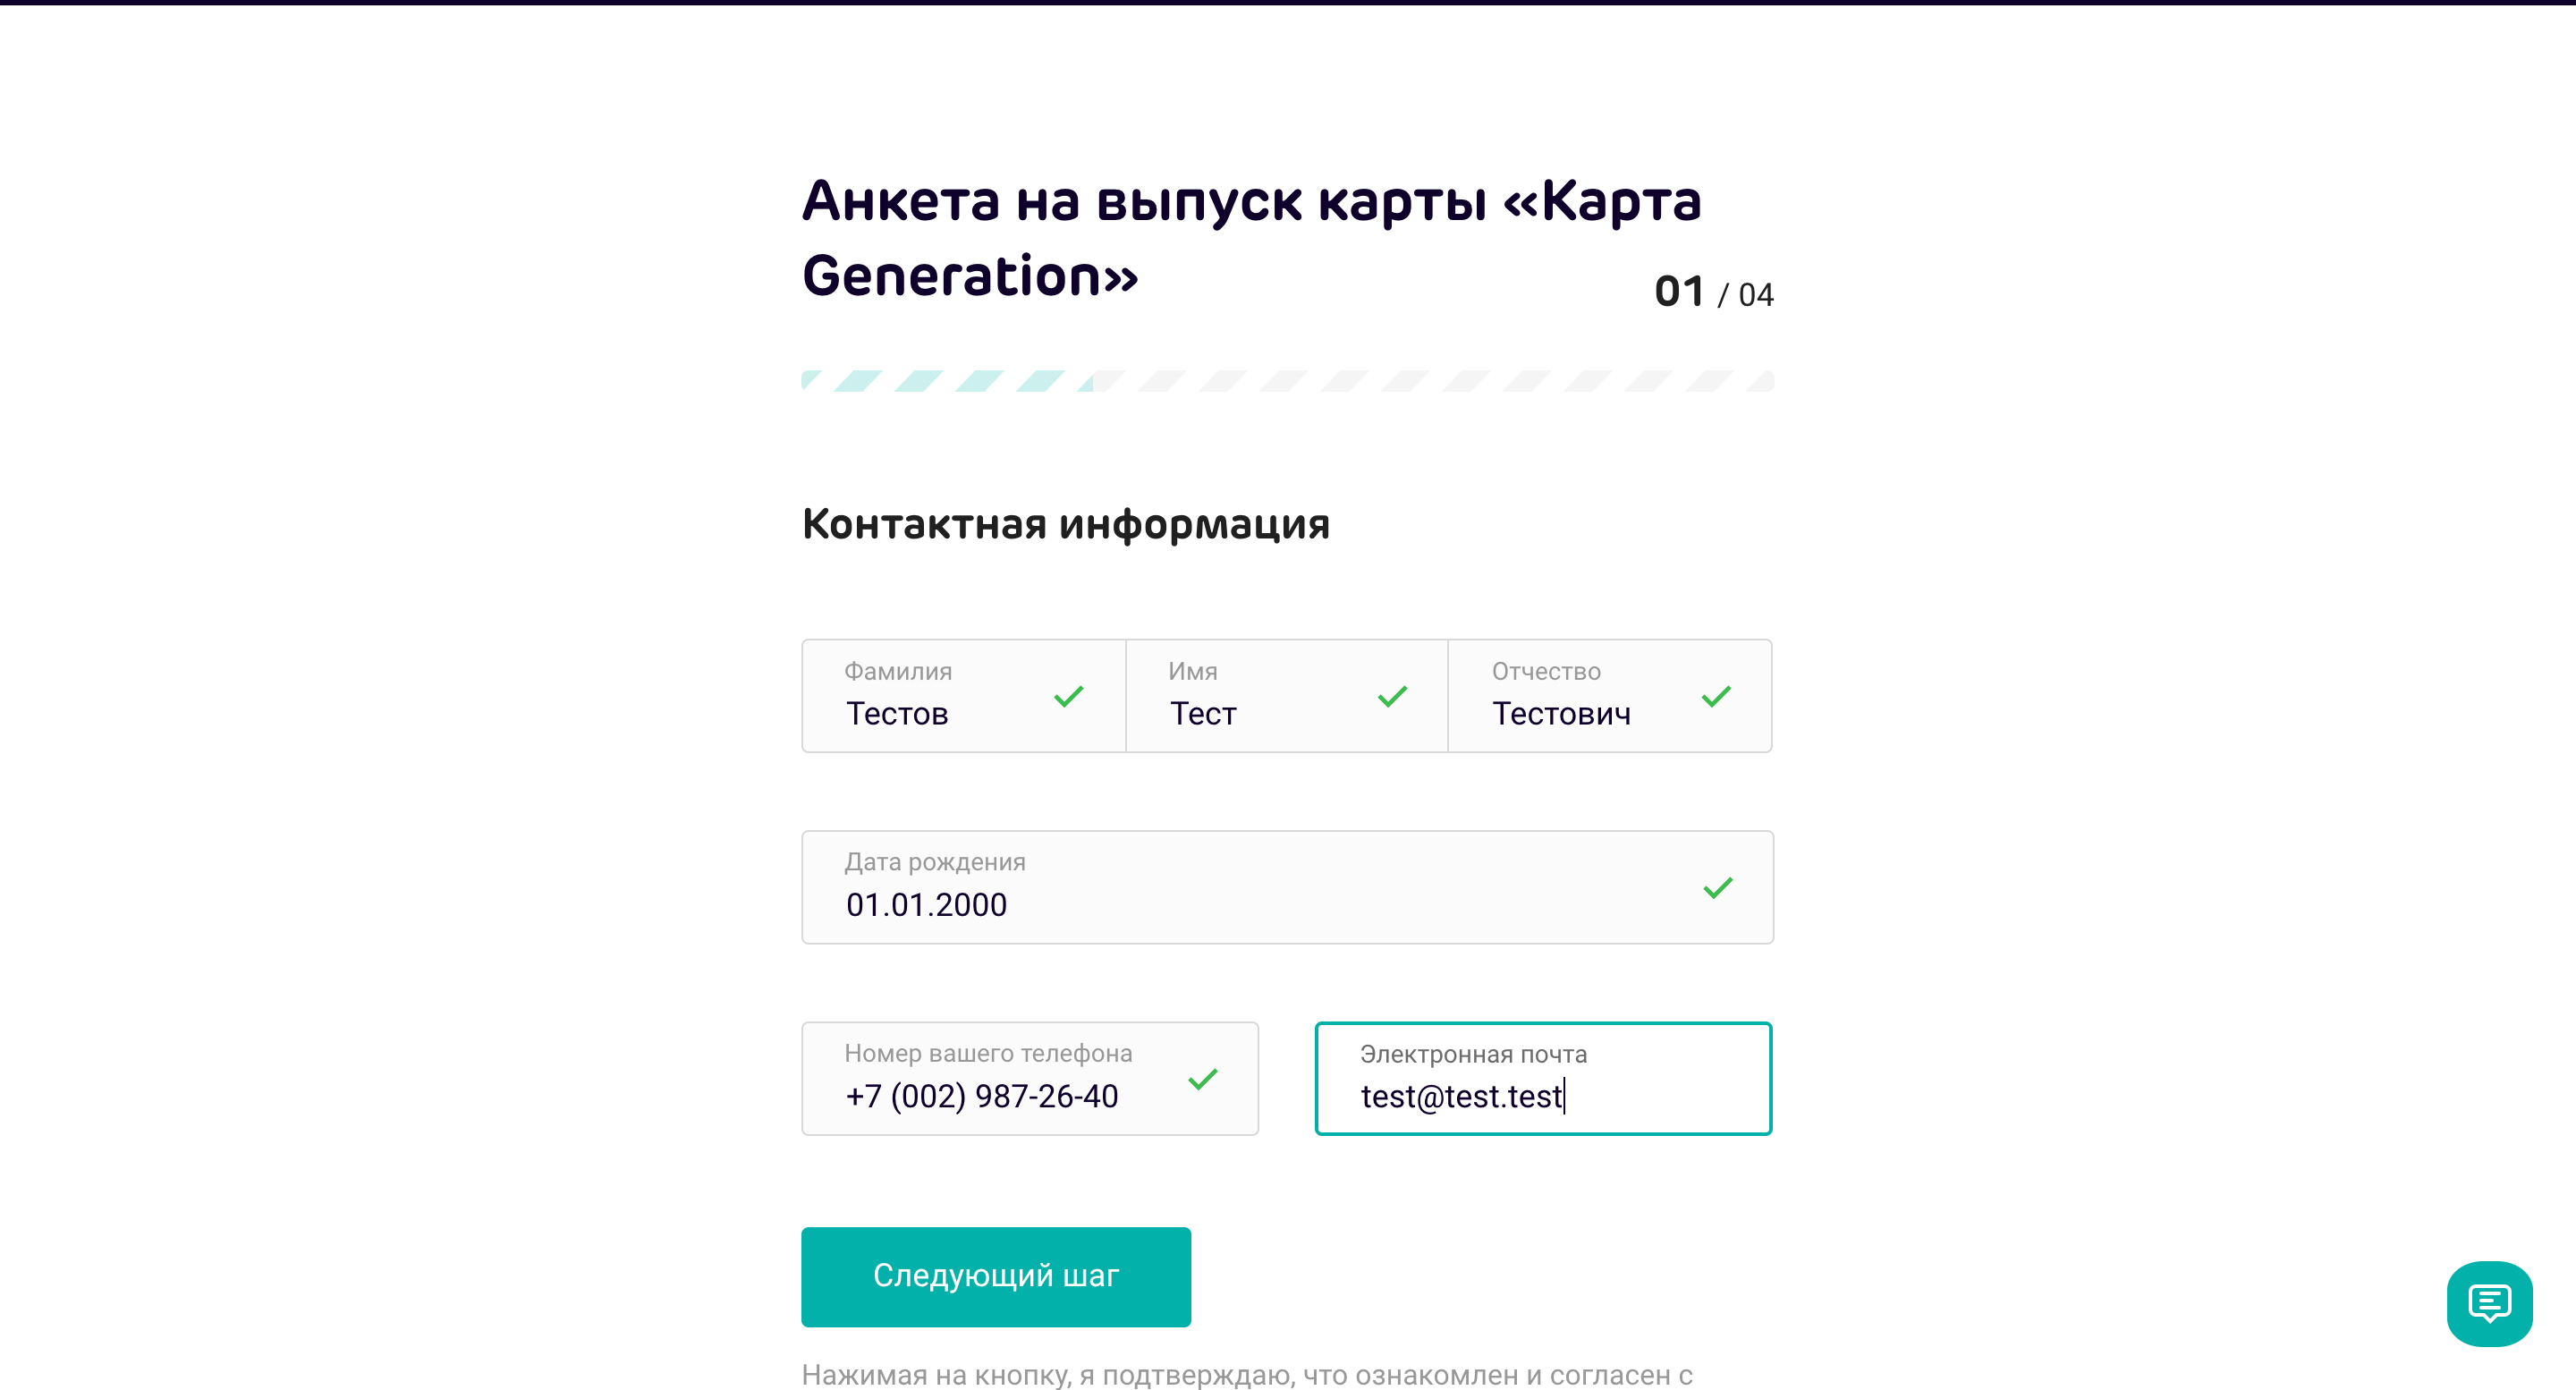 Анкета на выпуск карты «Карта
Generation»
01 / 04
Контактная информация
Фамилия
Тестов
Имя
Тест
Отчество
Тестович
Дата рождения
01.01.2000
Номер вашего телефона
+7 (002) 987-26-40
Электронная почта
test@test.test
Следующий шаг
Нажимая на кнопку, я подтверждаю, что ознакомлен и согласен с